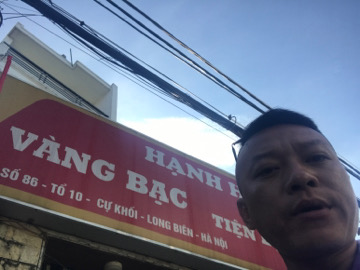 HẠNH
VÀNG BẠC
TIỆN
SỐ 86 - TỔ 10 - CỰ KHỐI - LONG BIÊN - HÀ NỘI